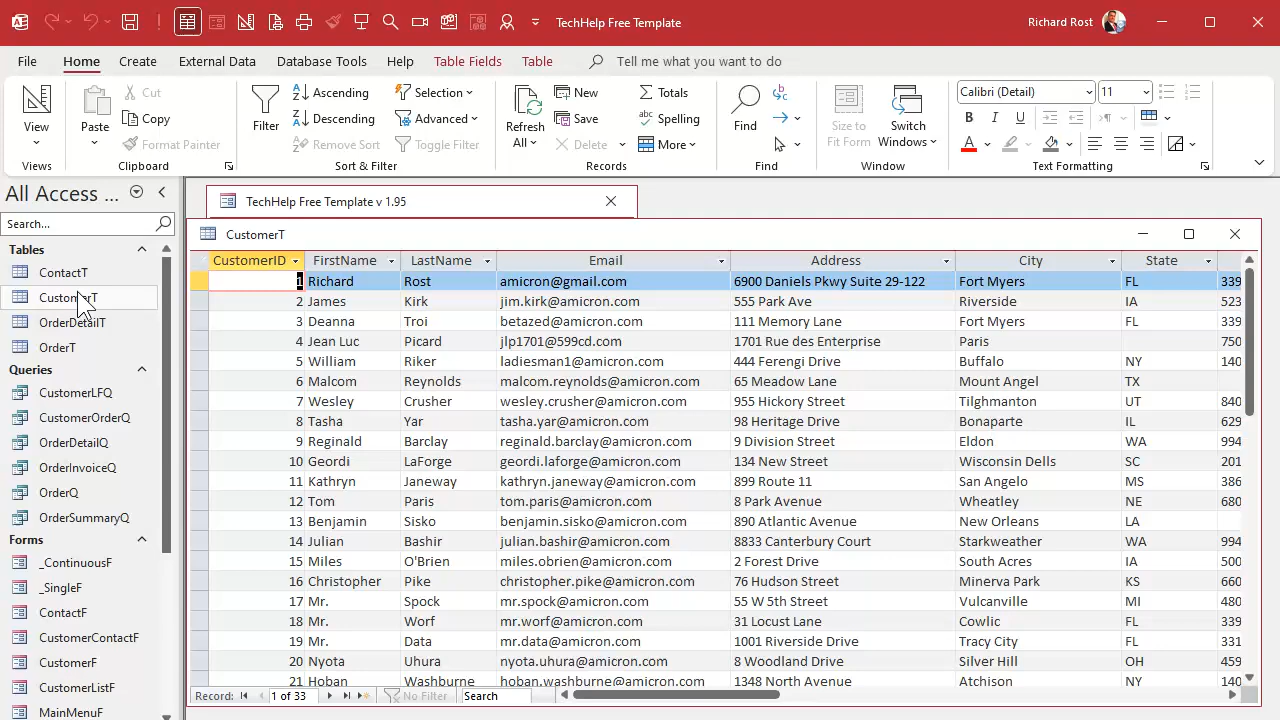 TechHelp Free Template
Richard Rost
File Home Create External Data Database Tools Help Table Fields Table Tell me what you want to do
View
Views
Paste
Cut
Copy
Format Painter
Clipboard
Filter
Ascending
Descending
Remove Sort
Selection
Advanced
Toggle Filter
Sort & Filter
Refresh
All
New
Save
Delete
Totals
Spelling
More
Records
Find
Find
Size to
Fit Form
Switch
Windows
Window
Calibri (Detail) 11
B I U
A
Text Formatting
All Access ...
Search...
Tables
ContactT
CustomerT
OrderDetailT
OrderT
Queries
CustomerLFQ
CustomerOrderQ
OrderDetailQ
OrderInvoiceQ
OrderQ
OrderSummaryQ
Forms
_ContinuousF
_SingleF
ContactF
CustomerContactF
CustomerF
CustomerListF
MainMenuF
TechHelp Free Template v 1.95
CustomerT
CustomerID FirstName LastName Email Address City State
1 Richard Rost amicron@gmail.com 6900 Daniels Pkwy Suite 29-122 Fort Myers FL 339
2 James Kirk jim.kirk@amicron.com 555 Park Ave Riverside IA 523
3 Deanna Troi betazed@amicron.com 111 Memory Lane Fort Myers FL 339
4 Jean Luc Picard jlp1701@599cd.com 1701 Rue des Enterprise Paris 750
5 William Riker ladiesman1@amicron.com 444 Ferengi Drive Buffalo NY 140
6 Malcom Reynolds malcom.reynolds@amicron.com 65 Meadow Lane Mount Angel TX
7 Wesley Crusher wesley.crusher@amicron.com 955 Hickory Street Tilghmanton UT 840
8 Tasha Yar tasha.yar@amicron.com 98 Heritage Drive Bonaparte IL 629
9 Reginald Barclay reginald.barclay@amicron.com 9 Division Street Eldon WA 994
10 Geordi LaForge geordi.laforge@amicron.com 134 New Street Wisconsin Dells SC 201
11 Kathryn Janeway kathryn.janeway@amicron.com 899 Route 11 San Angelo MS 386
12 Tom Paris tom.paris@amicron.com 8 Park Avenue Wheatley NE 680
13 Benjamin Sisko benjamin.sisko@amicron.com 890 Atlantic Avenue New Orleans LA
14 Julian Bashir julian.bashir@amicron.com 8833 Canterbury Court Starkweather WA 994
15 Miles O'Brien miles.obrien@amicron.com 2 Forest Drive South Acres IA 500
16 Christopher Pike christopher.pike@amicron.com 76 Hudson Street Minerva Park KS 660
17 Mr. Spock mr.spock@amicron.com 55 W 5th Street Vulcanville MI 480
18 Mr. Worf mr.worf@amicron.com 31 Locust Lane Cowlic FL 339
19 Mr. Data mr.data@amicron.com 1001 Riverside Drive Tracy City FL 331
20 Nyota Uhura nyota.uhura@amicron.com 8 Woodland Drive Silver Hill OH 459
21 Hoban Washburne hoban.washburne@amicron.com 1348 North Avenue Atchison NY 140
Record: 1 of 33 No Filter Search